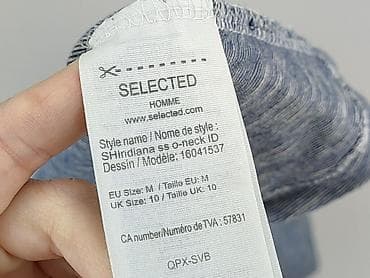 SELECTED
HOMME
www.selected.com
Style name / Nome de style :
SHIndiana ss o-neck ID
Dessin / Modèle: 16041537
EU Size: M / Taille EU: M
UK Size: 10 / Taille UK: 10
CA number/Numéro de TVA : 57831
QPX-SVB